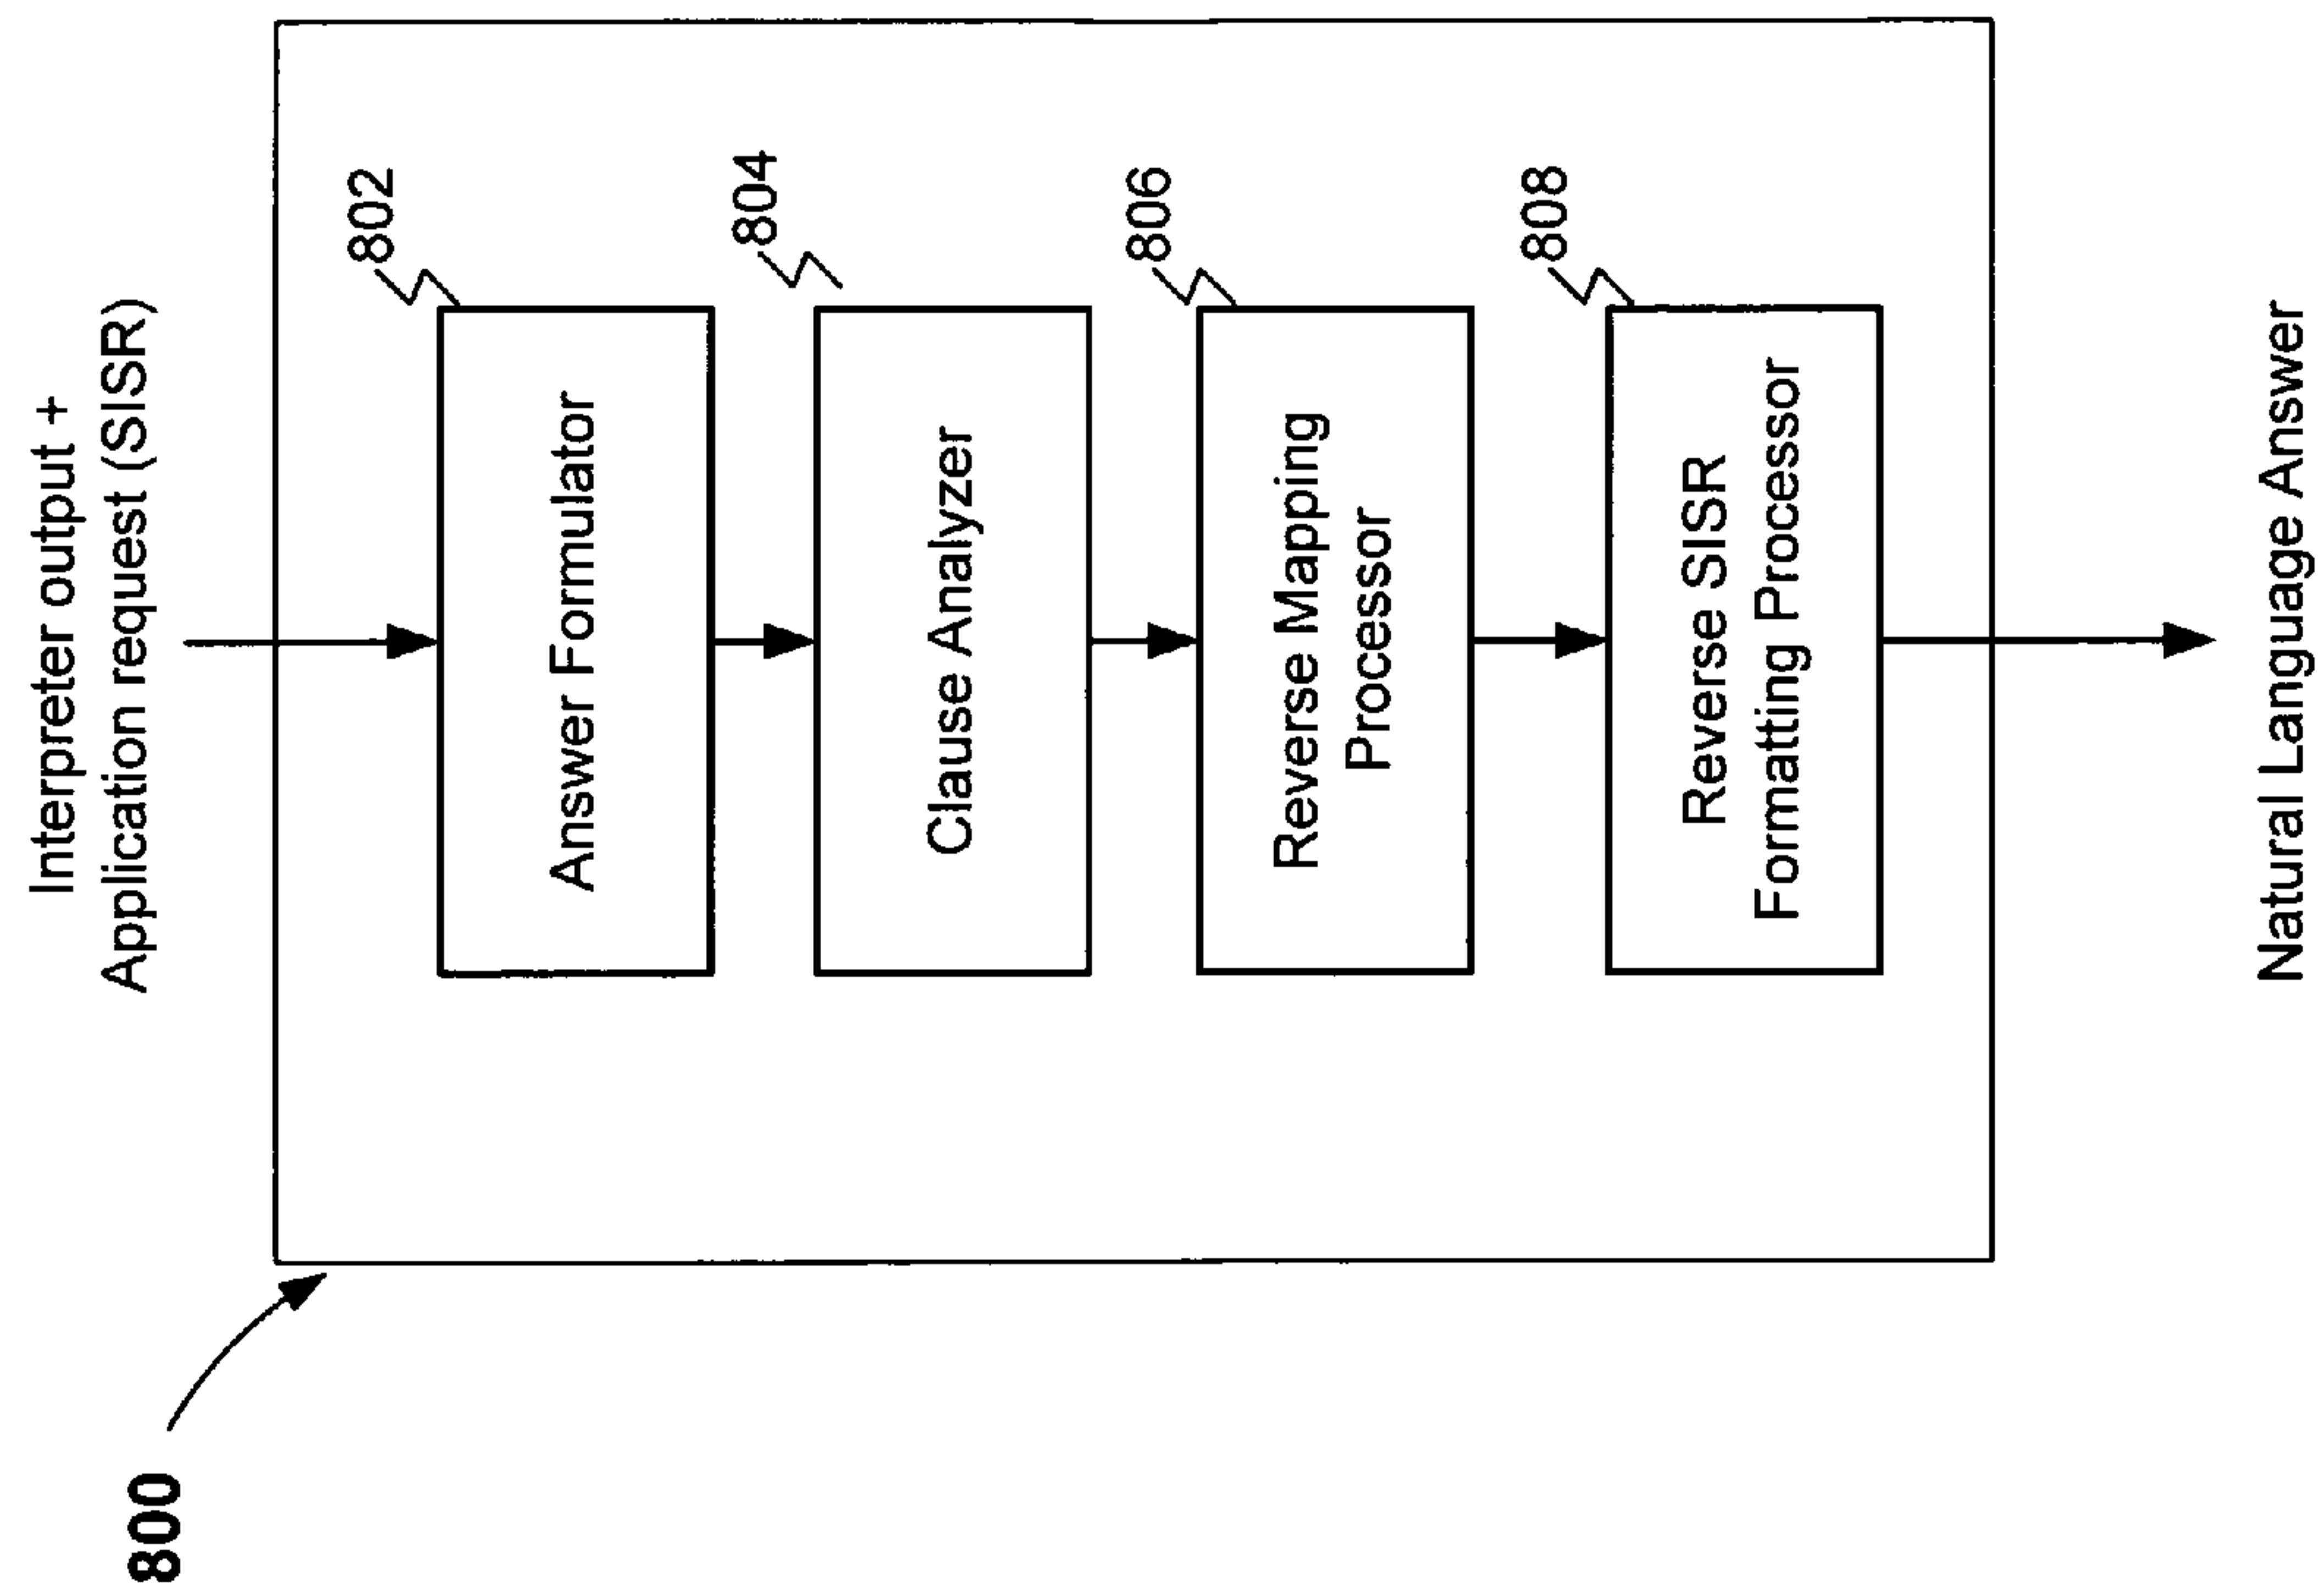 Interpreter output +
Application request (SISR)
802
Answer Formulator
804
Clause Analyzer
806
Reverse Mapping
Processor
808
Reverse SISR
Formatting Processor
Natural Language Answer
800